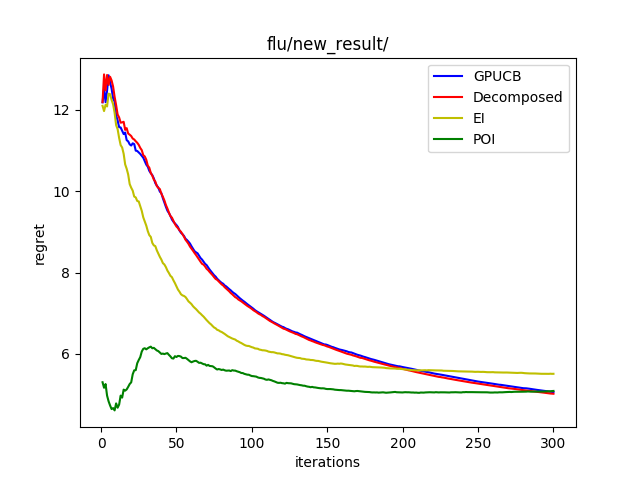 flu/new_result/
GPUCB
Decomposed
EI
POI
regret
12
10
8
6
0 50 100 150 200 250 300
iterations